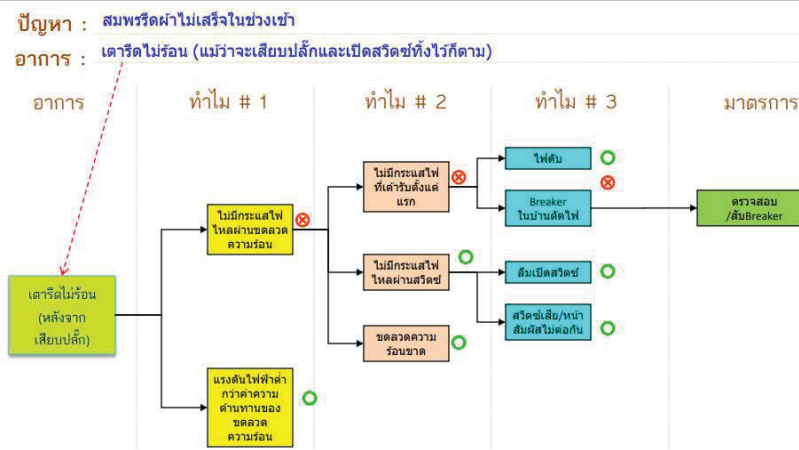 ปัญหา : สมพรรีดผ้าไม่เสร็จในช่วงเช้า
อาการ : เตารีดไม่ร้อน (แม้ว่าจะเสียบปลั๊กและเปิดสวิตซ์ทิ้งไว้ก็ตาม)
อาการ ทำไม # 1 ทำไม # 2 ทำไม # 3 มาตรการ
เตารีดไม่ร้อน
(หลังจาก
เสียบปลั๊ก)
ไม่มีกระแสไฟ
ไหลผ่านขดลวด
ความร้อน
แรงดันไฟฟ้าต่ำ
กว่าค่าความ
ต้านทานของ
ขดลวด
ความร้อน
ไม่มีกระแสไฟ
ที่เต้ารับตั้งแต่
แรก
ไม่มีกระแสไฟ
ไหลผ่านสวิตซ์
ขดลวดความ
ร้อนขาด
ไฟดับ
Breaker
ในบ้านตัดไฟ
ลืมเปิดสวิตซ์
สวิตซ์เสีย/หน้า
สัมผัสไม่ต่อกัน
ตรวจสอบ
/สับBreaker